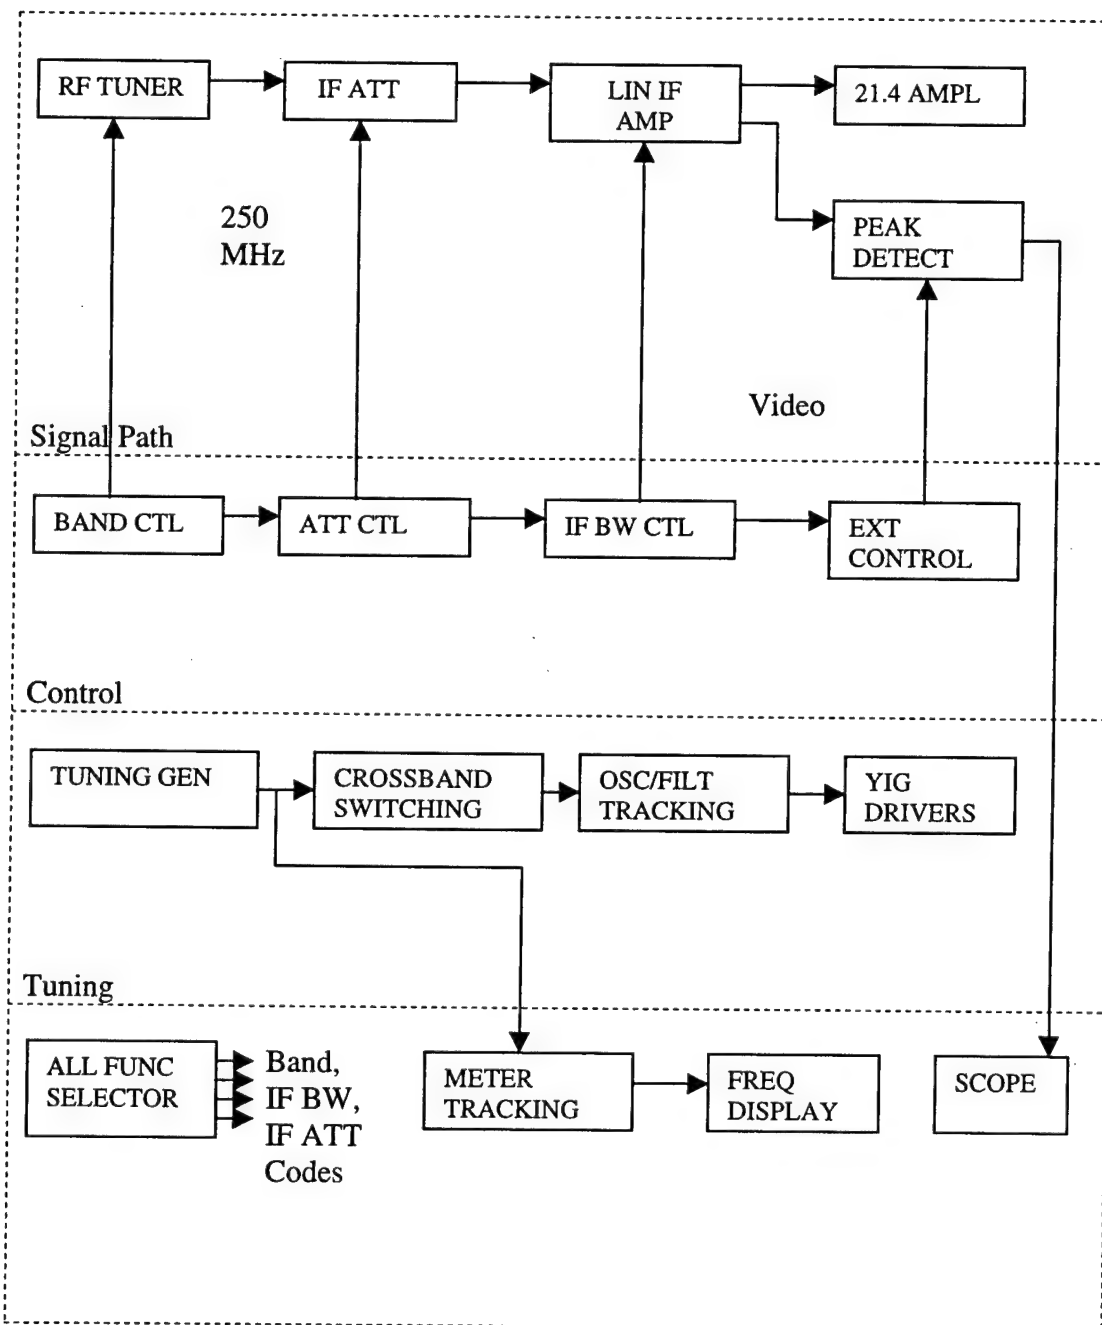 RF TUNER
IF ATT
LIN IF
AMP
21.4 AMPL
250
MHz
PEAK
DETECT
Video
Signal Path
BAND CTL
ATT CTL
IF BW CTL
EXT
CONTROL
Control
TUNING GEN
CROSSBAND
SWITCHING
OSC/FILT
TRACKING
YIG
DRIVERS
Tuning
ALL FUNC
SELECTOR
Band,
IF BW,
IF ATT
Codes
METER
TRACKING
FREQ
DISPLAY
SCOPE